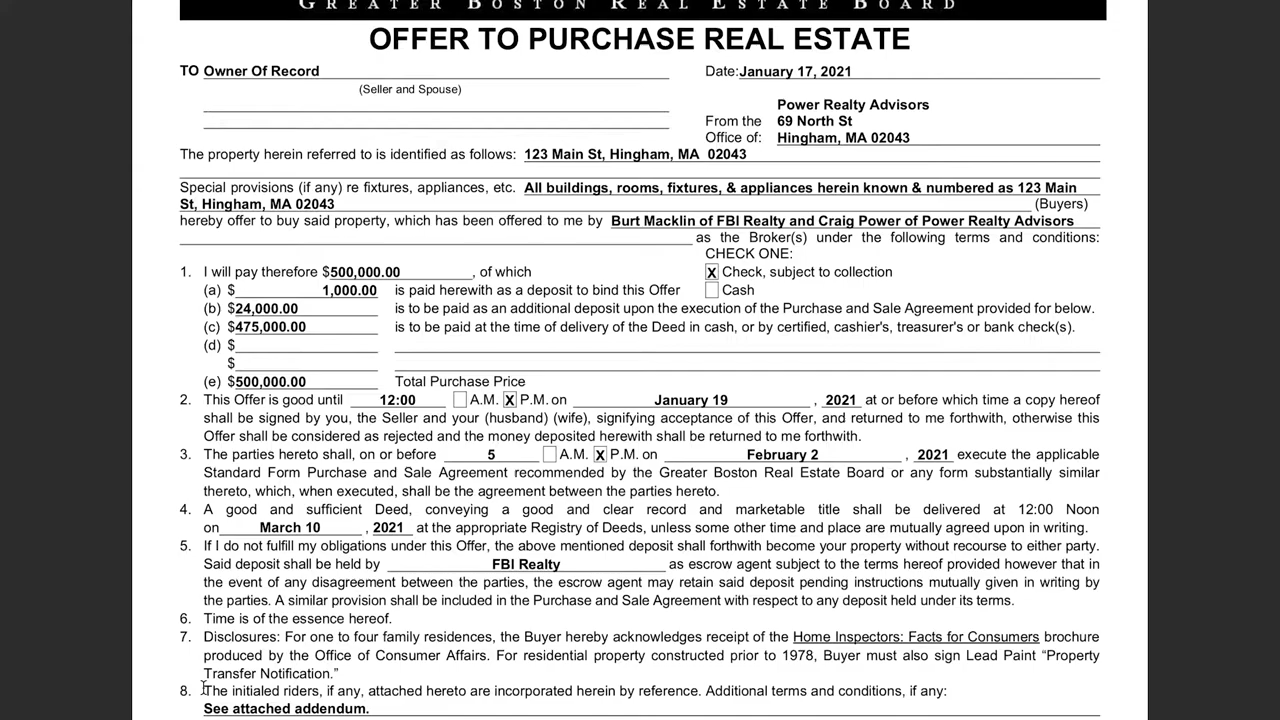 GREATER BOSTON REAL ESTATE BOARD
OFFER TO PURCHASE REAL ESTATE
TO Owner Of Record Date: January 17, 2021
(Seller and Spouse)
Power Realty Advisors
From the 69 North St
Office of: Hingham, MA 02043
The property herein referred to is identified as follows: 123 Main St, Hingham, MA 02043
Special provisions (if any) re fixtures, appliances, etc. All buildings, rooms, fixtures, & appliances herein known & numbered as 123 Main
St, Hingham, MA 02043 (Buyers)
hereby offer to buy said property, which has been offered to me by Burt Macklin of FBI Realty and Craig Power of Power Realty Advisors
as the Broker(s) under the following terms and conditions:
CHECK ONE:
1. I will pay therefore $500,000.00, of which X Check, subject to collection
(a) $ 1,000.00 is paid herewith as a deposit to bind this Offer Cash
(b) $24,000.00 is to be paid as an additional deposit upon the execution of the Purchase and Sale Agreement provided for below.
(c) $475,000.00 is to be paid at the time of delivery of the Deed in cash, or by certified, cashier's, treasurer's or bank check(s).
(d) $
$
(e) $500,000.00 Total Purchase Price
2. This Offer is good until 12:00 A.M. X P.M. on January 19, 2021 at or before which time a copy hereof
shall be signed by you, the Seller and your (husband) (wife), signifying acceptance of this Offer, and returned to me forthwith, otherwise this
Offer shall be considered as rejected and the money deposited herewith shall be returned to me forthwith.
3. The parties hereto shall, on or before 5 A.M. X P.M. on February 2, 2021 execute the applicable
Standard Form Purchase and Sale Agreement recommended by the Greater Boston Real Estate Board or any form substantially similar
thereto, which, when executed, shall be the agreement between the parties hereto.
4. A good and sufficient Deed, conveying a good and clear record and marketable title shall be delivered at 12:00 Noon
on March 10, 2021 at the appropriate Registry of Deeds, unless some other time and place are mutually agreed upon in writing.
5. If I do not fulfill my obligations under this Offer, the above mentioned deposit shall forthwith become your property without recourse to either party.
Said deposit shall be held by FBI Realty as escrow agent subject to the terms hereof provided however that in
the event of any disagreement between the parties, the escrow agent may retain said deposit pending instructions mutually given in writing by
the parties. A similar provision shall be included in the Purchase and Sale Agreement with respect to any deposit held under its terms.
6. Time is of the essence hereof.
7. Disclosures: For one to four family residences, the Buyer hereby acknowledges receipt of the Home Inspectors: Facts for Consumers brochure
produced by the Office of Consumer Affairs. For residential property constructed prior to 1978, Buyer must also sign Lead Paint “Property
Transfer Notification.”
8. The initialed riders, if any, attached hereto are incorporated herein by reference. Additional terms and conditions, if any:
See attached addendum.